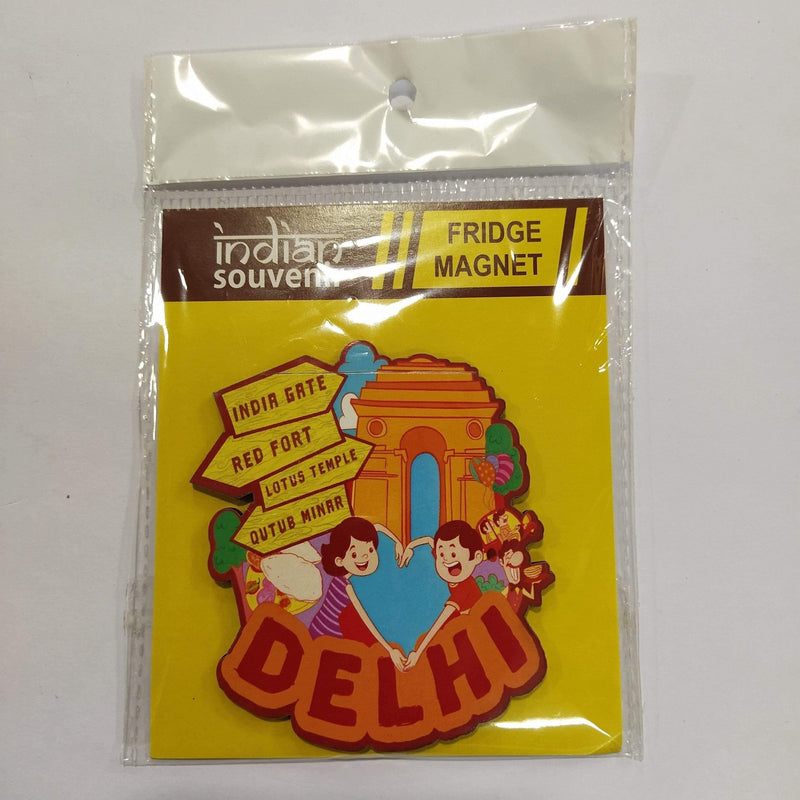 indian
souvenir
FRIDGE
MAGNET
INDIA GATE
RED FORT
LOTUS TEMPLE
QUTUB MINAR
DELHI